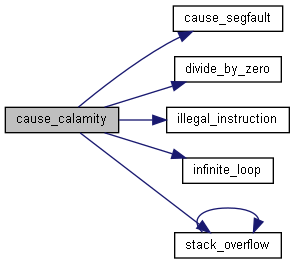 cause_segfault
divide_by_zero
cause_calamity
illegal_instruction
infinite_loop
stack_overflow